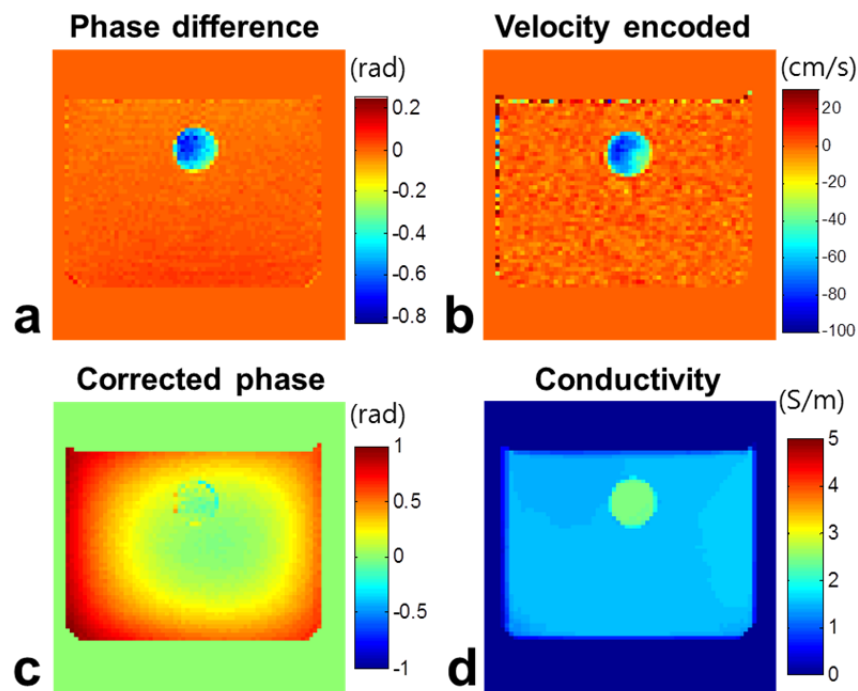 Phase difference
(rad)
0.2
0
-0.2
-0.4
-0.6
-0.8
a
Velocity encoded
(cm/s)
20
0
-20
-40
-60
-80
-100
b
Corrected phase
(rad)
1
0.5
0
-0.5
-1
c
Conductivity
(S/m)
5
4
3
2
1
0
d